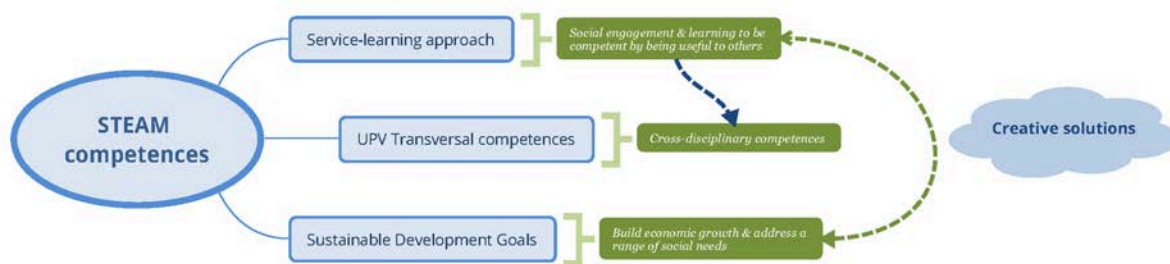 STEAM
competences
Service-learning approach
Social engagement & learning to be
competent by being useful to others
UPV Transversal competences
Cross-disciplinary competences
Sustainable Development Goals
Build economic growth & address a
range of social needs
Creative solutions